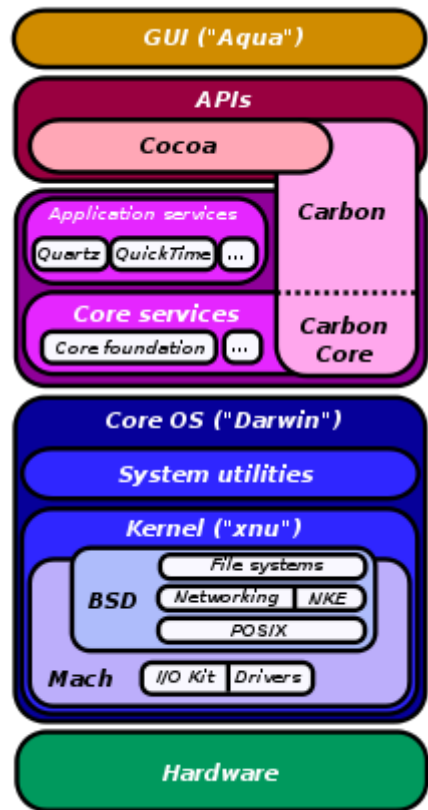 GUI ("Aqua")
APIs
Cocoa
Carbon
Application services
Quartz QuickTime ...
Core services
Core foundation ...
Carbon
Core
Core OS ("Darwin")
System utilities
Kernel ("xnu")
BSD
File systems
Networking NKE
POSIX
Mach
I/O Kit Drivers
Hardware